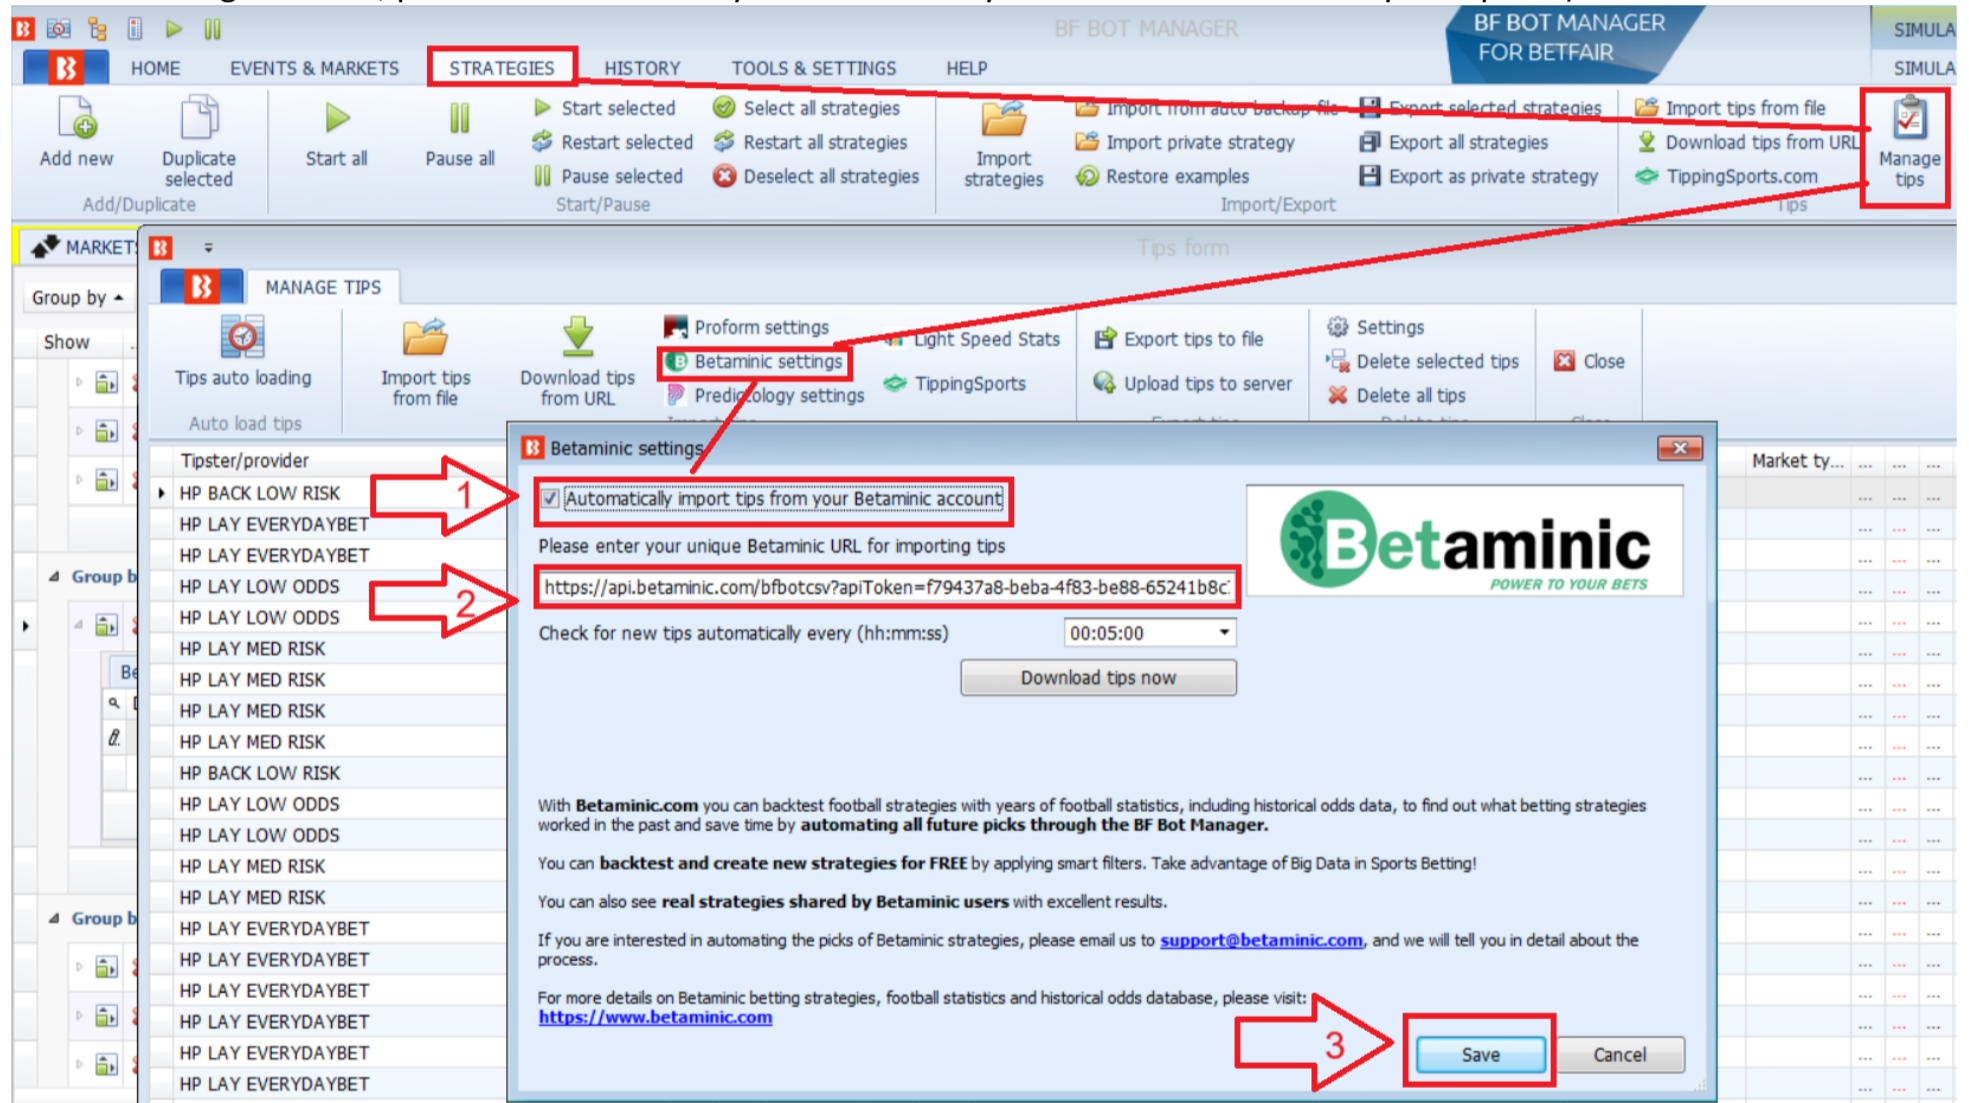 BF BOT MANAGER
BF BOT MANAGER
FOR BETFAIR
SIMULA
HOME EVENTS & MARKETS STRATEGIES HISTORY TOOLS & SETTINGS HELP
SIMULA
Add new
Duplicate selected
Add/Duplicate
Start all
Pause all
Start selected
Restart selected
Pause selected
Select all strategies
Restart all strategies
Deselect all strategies
Start/Pause
Import strategies
Import from auto backup file
Import private strategy
Restore examples
Export selected strategies
Export all strategies
Export as private strategy
Import/Export
Import tips from file
Download tips from URL
TippingSports.com
Manage tips
Tips
MARKETS
Tips form
Group by
MANAGE TIPS
Show
Tips auto loading
Auto load tips
Import tips from file
Download tips from URL
Proform settings
Betaminic settings
Predictology settings
Light Speed Stats
TippingSports
Export tips to file
Upload tips to server
Settings
Delete selected tips
Delete all tips
Close
Tipster/provider
Market ty... ... ... ...
HP BACK LOW RISK
HP LAY EVERYDAYBET
HP LAY EVERYDAYBET
Group b
HP LAY LOW ODDS
HP LAY LOW ODDS
HP LAY MED RISK
Be
HP LAY MED RISK
HP LAY MED RISK
HP LAY MED RISK
HP BACK LOW RISK
HP LAY LOW ODDS
HP LAY LOW ODDS
HP LAY MED RISK
HP LAY MED RISK
Group b
HP LAY EVERYDAYBET
HP LAY EVERYDAYBET
HP LAY EVERYDAYBET
HP LAY EVERYDAYBET
HP LAY EVERYDAYBET
HP LAY EVERYDAYBET
Betaminic settings
1
Automatically import tips from your Betaminic account
Please enter your unique Betaminic URL for importing tips
2
https://api.betaminic.com/bfbotcsv?apiToken=f79437a8-beba-4f83-be88-65241b8c
Check for new tips automatically every (hh:mm:ss) 00:05:00
Download tips now
Betaminic
POWER TO YOUR BETS
With Betaminic.com you can backtest football strategies with years of football statistics, including historical odds data, to find out what betting strategies
worked in the past and save time by automating all future picks through the BF Bot Manager.
You can backtest and create new strategies for FREE by applying smart filters. Take advantage of Big Data in Sports Betting!
You can also see real strategies shared by Betaminic users with excellent results.
If you are interested in automating the picks of Betaminic strategies, please email us to support@betaminic.com, and we will tell you in detail about the
process.
For more details on Betaminic betting strategies, football statistics and historical odds database, please visit:
https://www.betaminic.com
3
Save Cancel